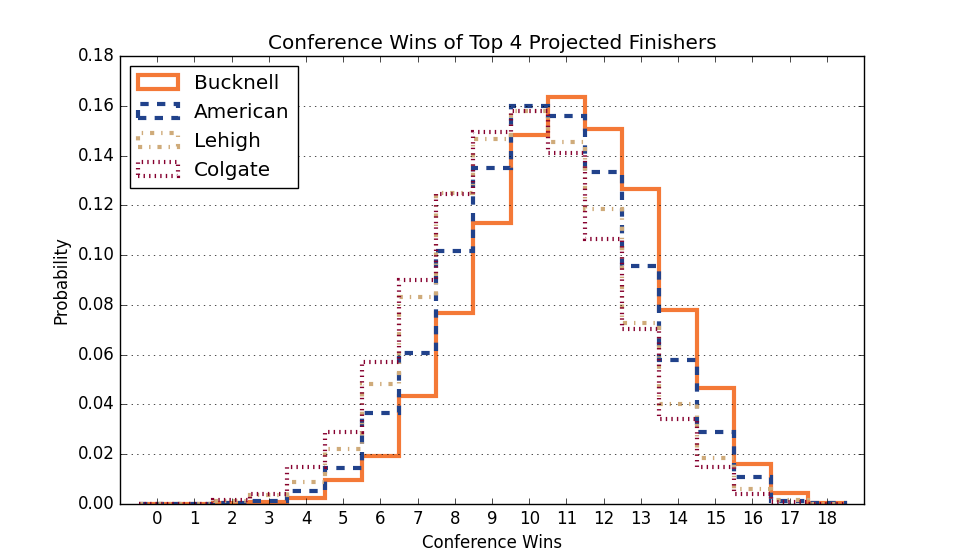 Conference Wins of Top 4 Projected Finishers
0.18
0.16
0.14
0.12
0.10
0.08
0.06
0.04
0.02
0.00
Probability
Bucknell
American
Lehigh
Colgate
0 1 2 3 4 5 6 7 8 9 10 11 12 13 14 15 16 17 18
Conference Wins